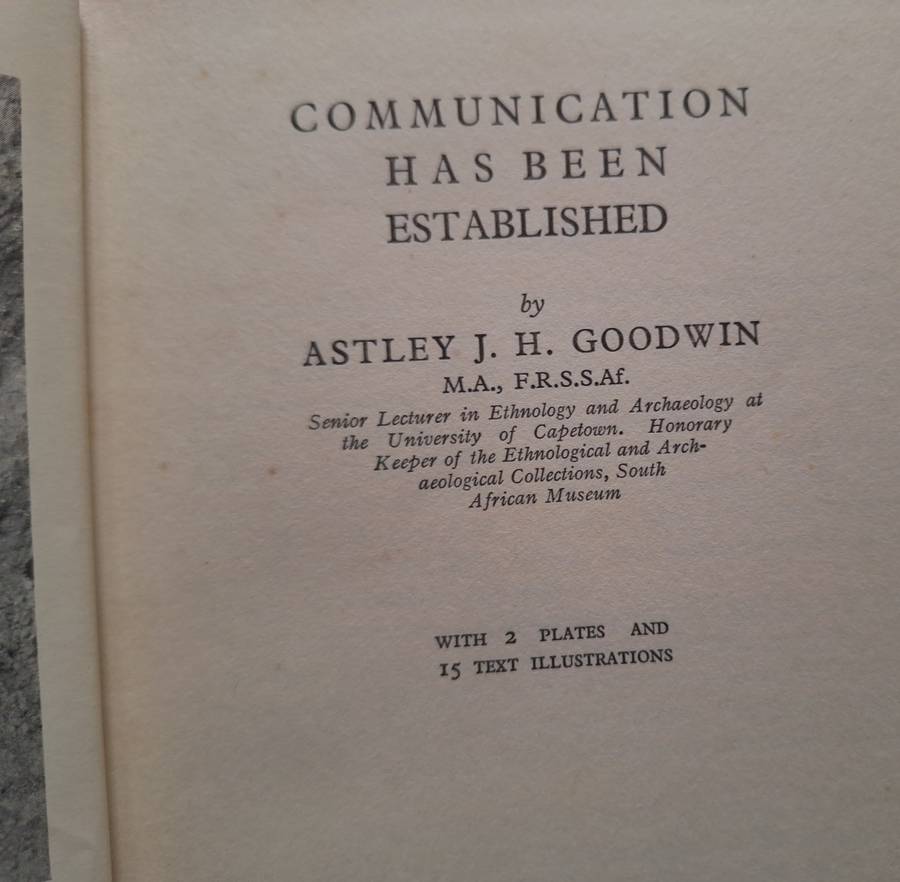 COMMUNICATION
HAS BEEN
ESTABLISHED
by
ASTLEY J. H. GOODWIN
M.A., F.R.S.S.Af.
Senior Lecturer in Ethnology and Archaeology at
the University of Capetown. Honorary
Keeper of the Ethnological and Arch-
aeological Collections, South
African Museum
WITH 2 PLATES AND
15 TEXT ILLUSTRATIONS